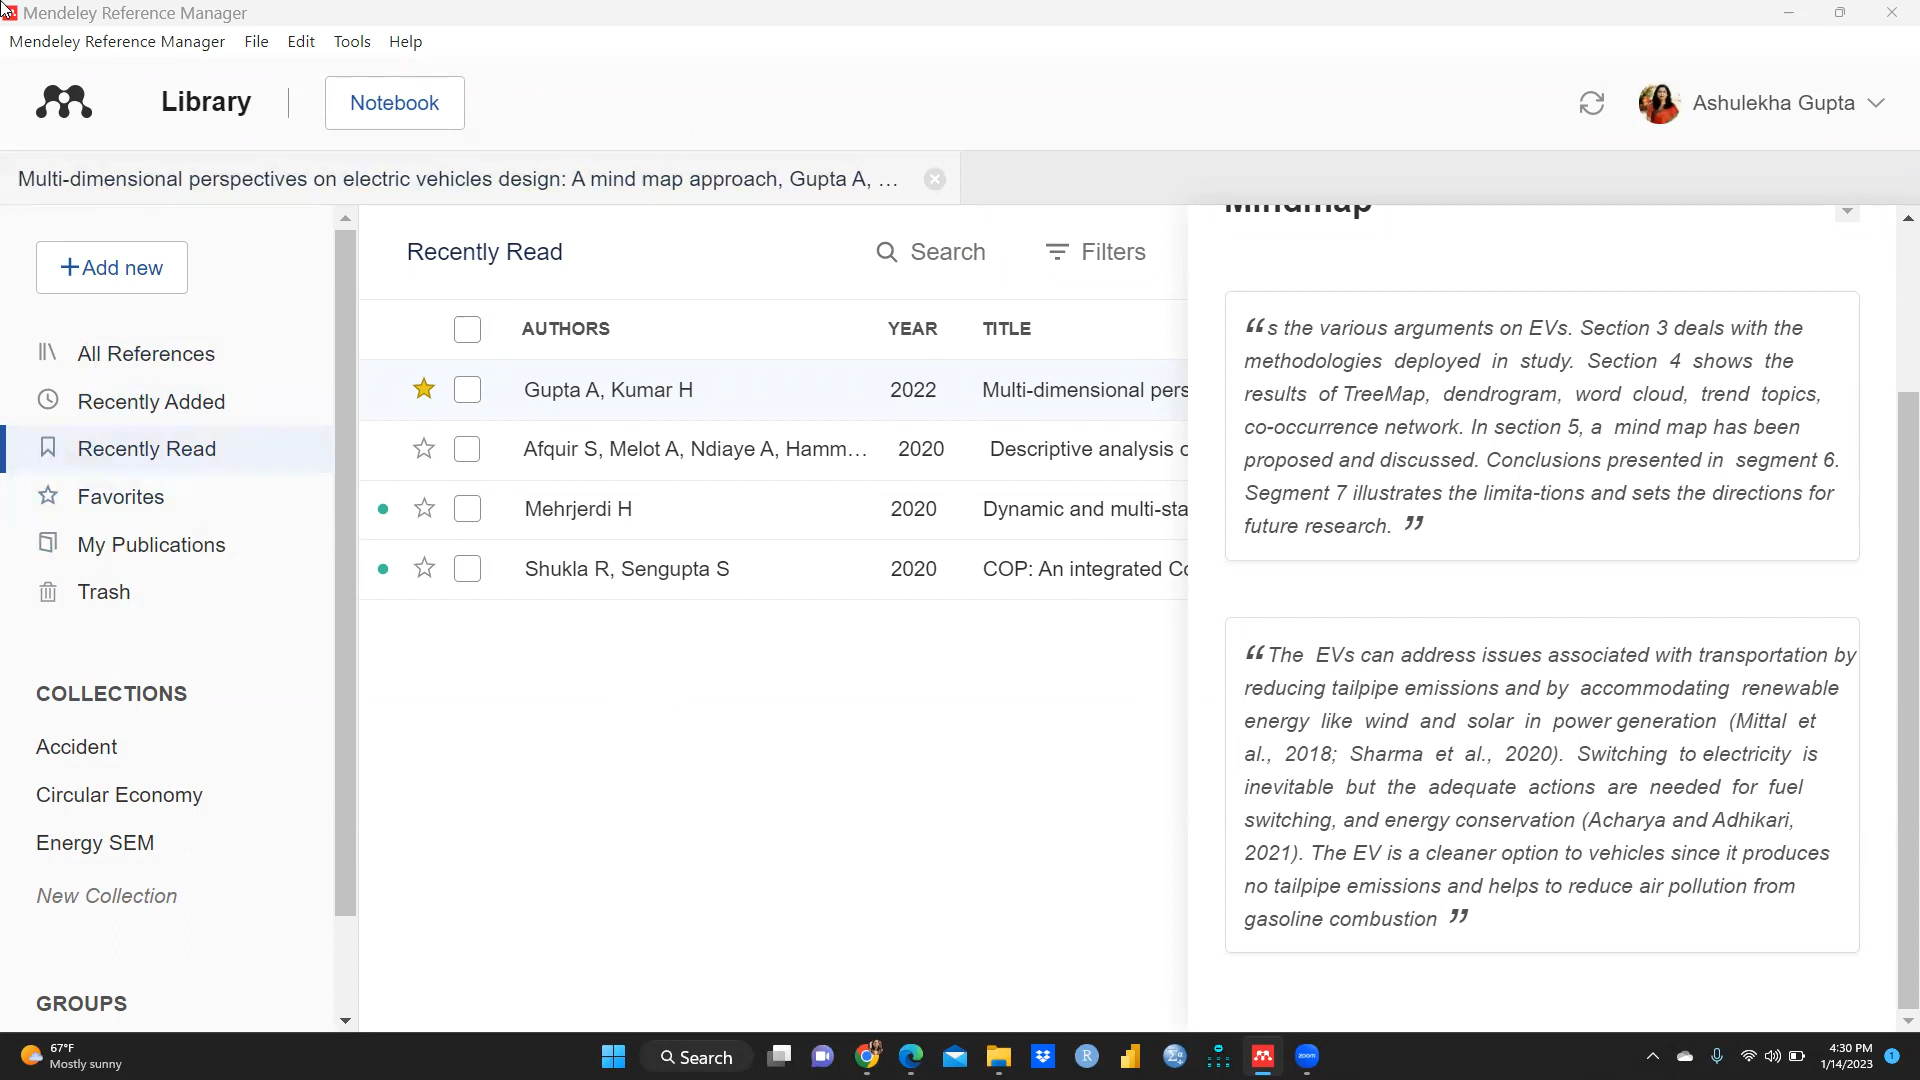 Mendeley Reference Manager
Mendeley Reference Manager File Edit Tools Help
Library
Notebook
Ashulekha Gupta
Multi-dimensional perspectives on electric vehicles design: A mind map approach, Gupta A, ...
+Add new
All References
Recently Added
Recently Read
Favorites
My Publications
Trash
COLLECTIONS
Accident
Circular Economy
Energy SEM
New Collection
GROUPS
Recently Read
Search
Filters
AUTHORS YEAR TITLE
Gupta A, Kumar H 2022 Multi-dimensional pers
Afquir S, Melot A, Ndiaye A, Hamm... 2020 Descriptive analysis o
Mehrjerdi H 2020 Dynamic and multi-sta
Shukla R, Sengupta S 2020 COP: An integrated Co
Mindmap
“s the various arguments on EVs. Section 3 deals with the
methodologies deployed in study. Section 4 shows the
results of TreeMap, dendrogram, word cloud, trend topics,
co-occurrence network. In section 5, a mind map has been
proposed and discussed. Conclusions presented in segment 6.
Segment 7 illustrates the limita-tions and sets the directions for
future research. ”
“The EVs can address issues associated with transportation by
reducing tailpipe emissions and by accommodating renewable
energy like wind and solar in power generation (Mittal et
al., 2018; Sharma et al., 2020). Switching to electricity is
inevitable but the adequate actions are needed for fuel
switching, and energy conservation (Acharya and Adhikari,
2021). The EV is a cleaner option to vehicles since it produces
no tailpipe emissions and helps to reduce air pollution from
gasoline combustion ”
67°F
Mostly sunny
Search
R
zoom
4:30 PM
1/14/2023
1